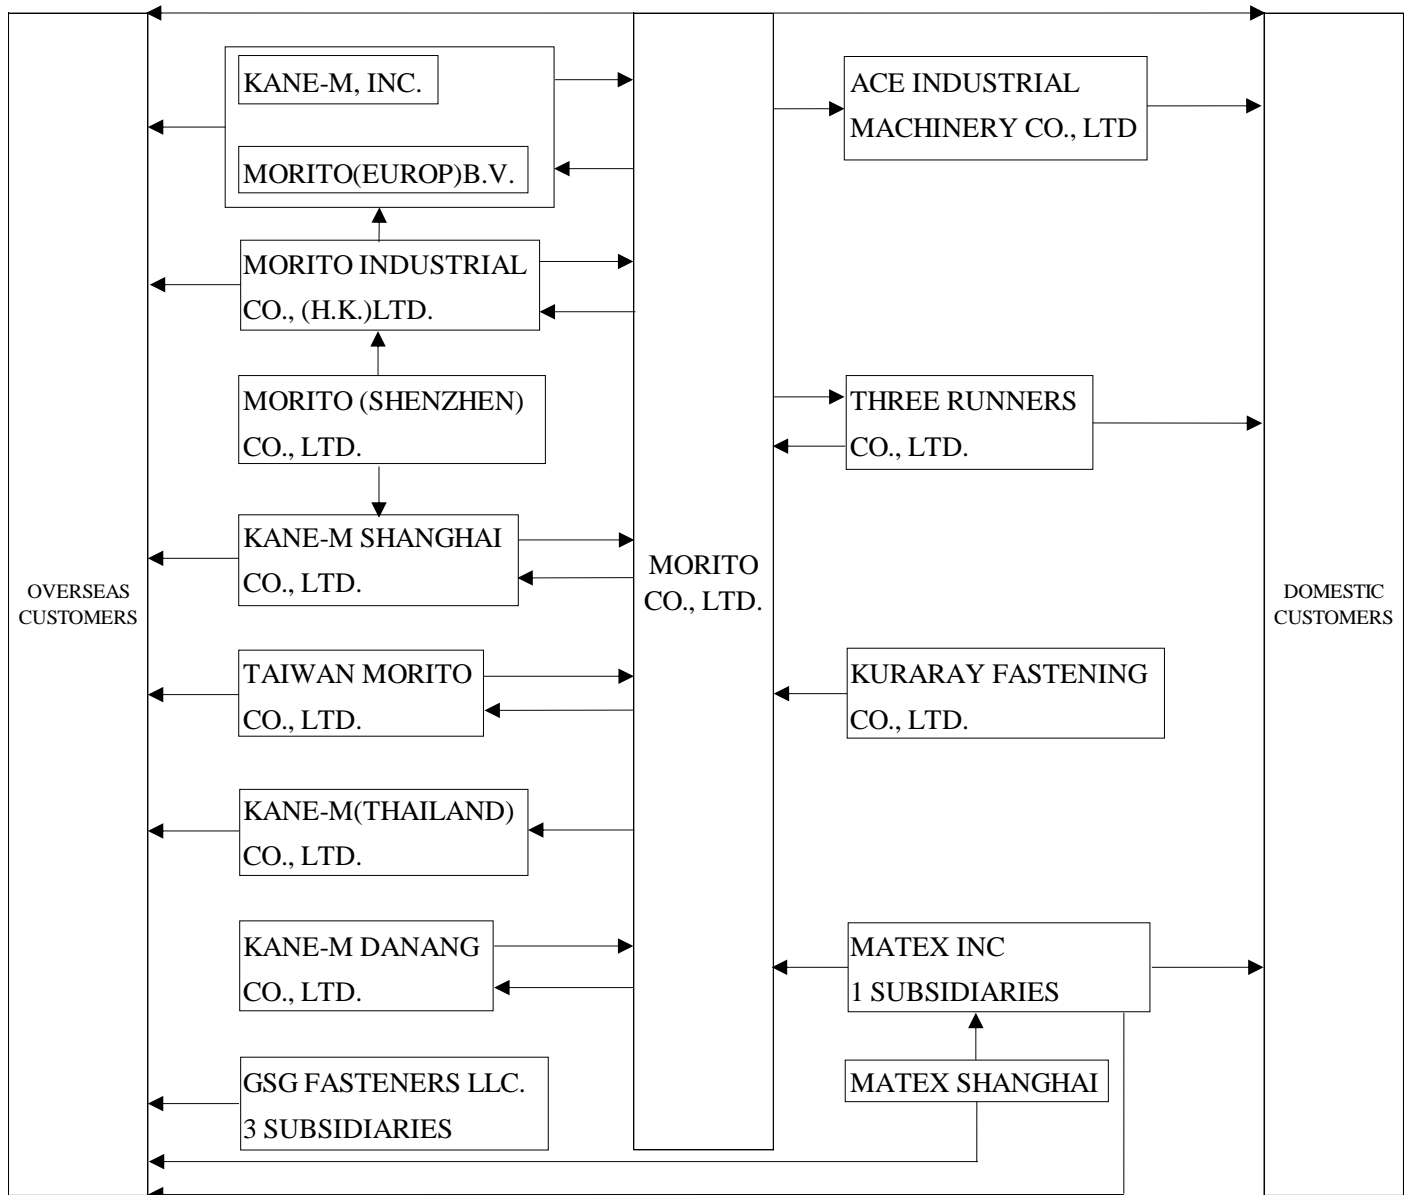 OVERSEAS
CUSTOMERS
KANE-M, INC.
MORITO(EUROP)B.V.
MORITO INDUSTRIAL
CO., (H.K.)LTD.
MORITO (SHENZHEN)
CO., LTD.
KANE-M SHANGHAI
CO., LTD.
TAIWAN MORITO
CO., LTD.
KANE-M(THAILAND)
CO., LTD.
KANE-M DANANG
CO., LTD.
GSG FASTENERS LLC.
3 SUBSIDIARIES
MORITO
CO., LTD.
ACE INDUSTRIAL
MACHINERY CO., LTD
THREE RUNNERS
CO., LTD.
KURARAY FASTENING
CO., LTD.
MATEX INC
1 SUBSIDIARIES
MATEX SHANGHAI
DOMESTIC
CUSTOMERS